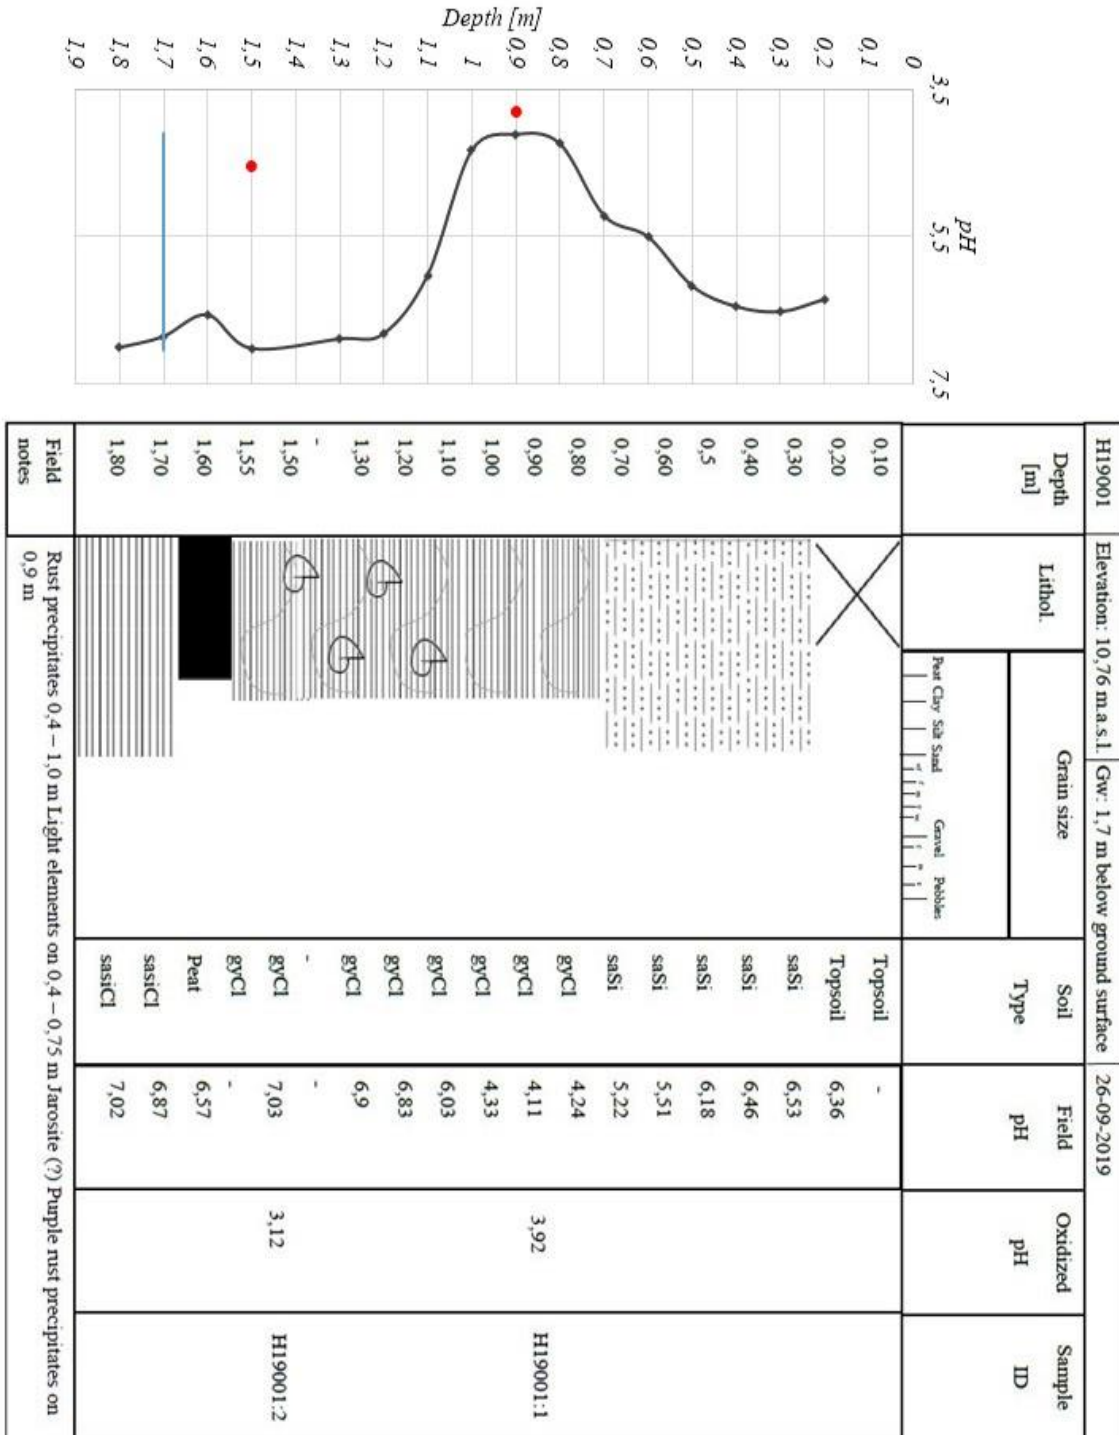 H19001 Elevation: 10,76 m.a.s.l. Gw: 1,7 m below ground surface 26-09-2019
Depth [m] Lithol. Grain size Soil Type Field pH Oxidized pH Sample ID
Peat Clay Silt Sand Gravel Pebbles
0,10 Topsoil -
0,20 Topsoil 6,36
0,30 saSi 6,53
0,40 saSi 6,46
0,5 saSi 6,18
0,60 saSi 5,51
0,70 saSi 5,22
0,80 gyCl 4,24
0,90 gyCl 4,11 3,92 H19001:1
1,00 gyCl 4,33
1,10 gyCl 6,03
1,20 gyCl 6,83
1,30 gyCl 6,9
- - -
1,50 gyCl 7,03 3,12 H19001:2
1,55 gyCl -
1,60 Peat 6,57
1,70 sasiCl 6,87
1,80 sasiCl 7,02
Field notes
Rust precipitates 0,4 – 1,0 m Light elements on 0,4 – 0,75 m Jarosite (?) Purple rust precipitates on
0,9 m
pH
3,5 5,5 7,5
0
0,1
0,2
0,3
0,4
0,5
0,6
0,7
0,8
0,9
1
1,1
1,2
1,3
1,4
1,5
1,6
1,7
1,8
1,9
Depth [m]